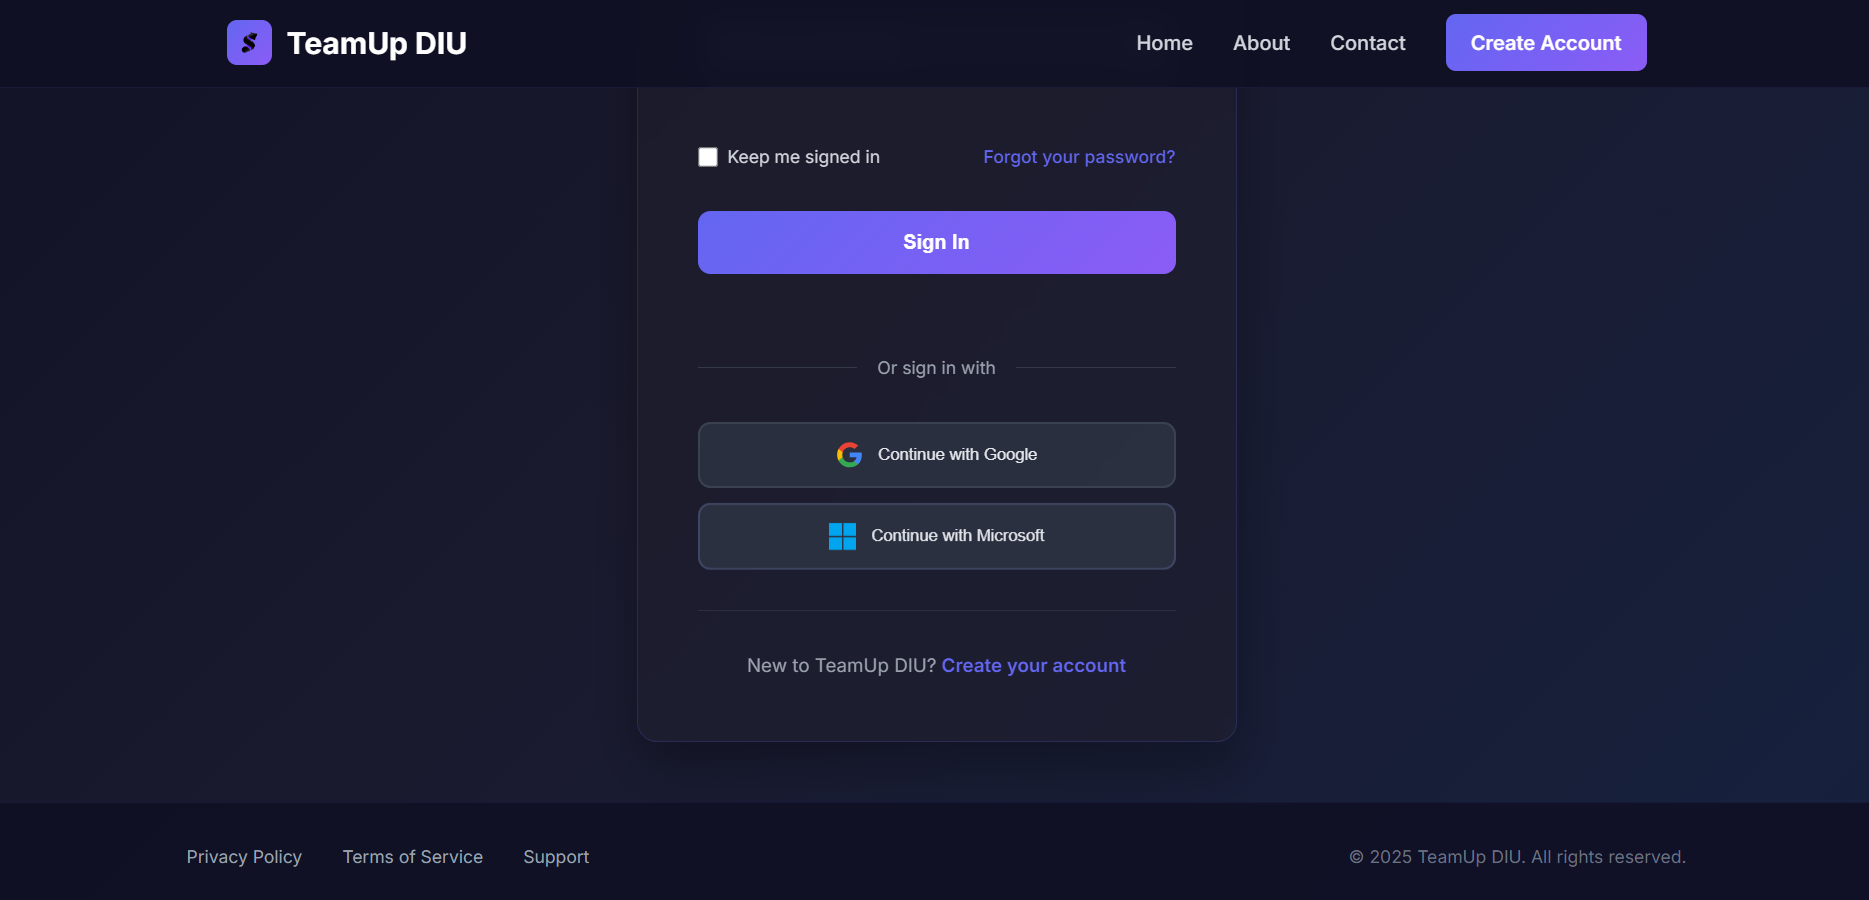 TeamUp DIU
Home About Contact Create Account
Keep me signed in Forgot your password?
Sign In
Or sign in with
Continue with Google
Continue with Microsoft
New to TeamUp DIU? Create your account
Privacy Policy Terms of Service Support © 2025 TeamUp DIU. All rights reserved.